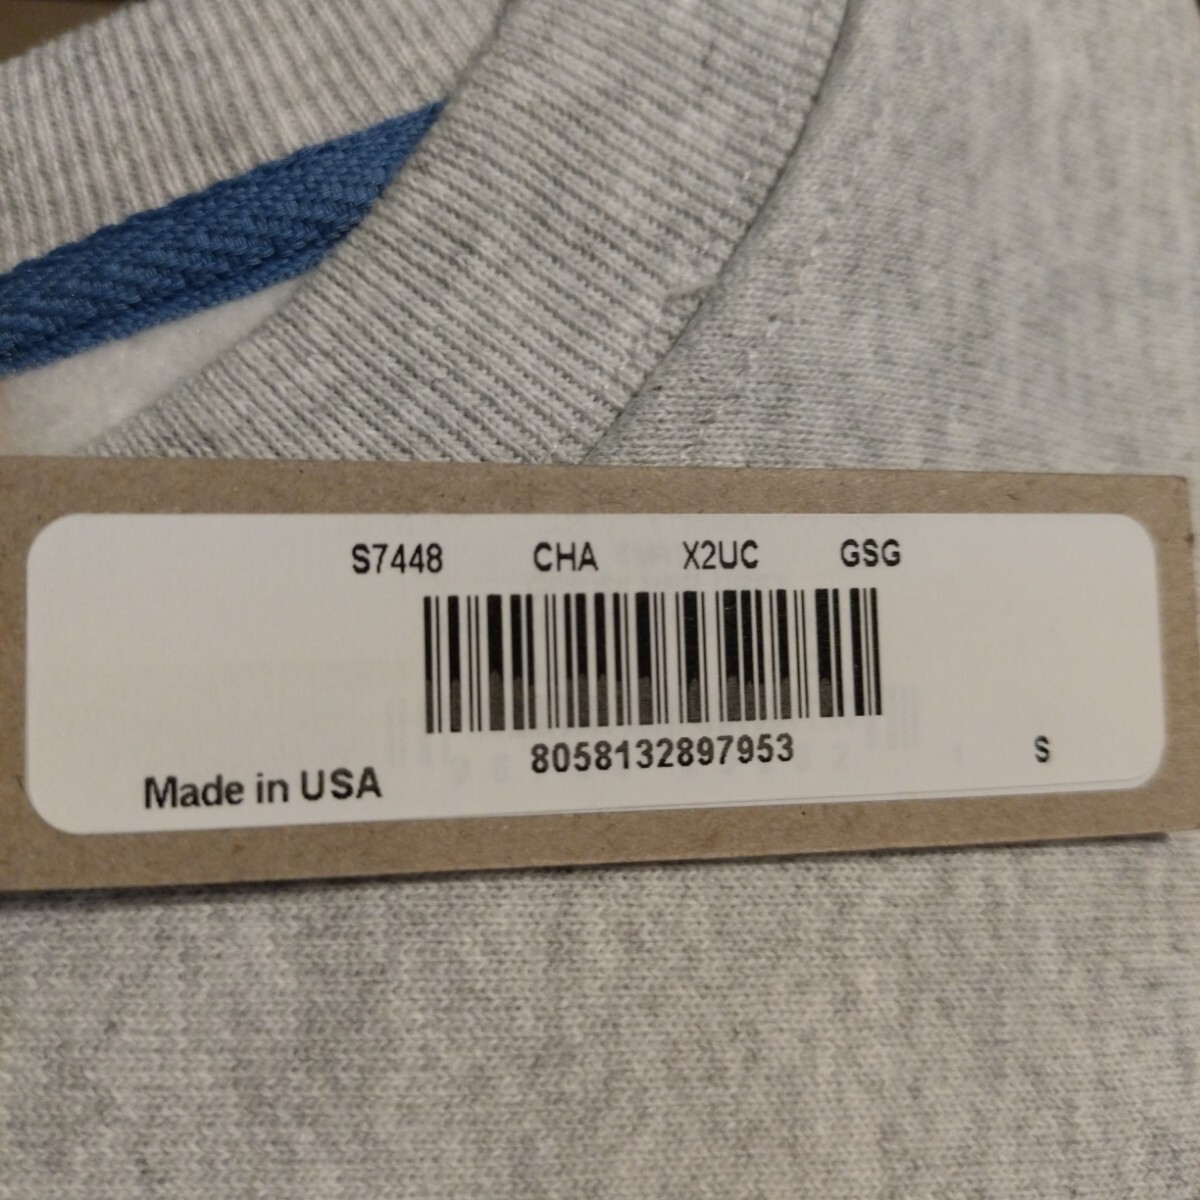 S7448 CHA X2UC GSG
8058132897953
S
Made in USA